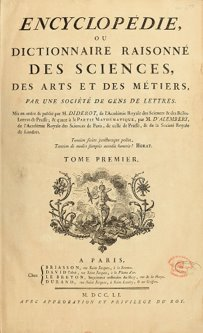 ENCYCLOPÉDIE,
OU
DICTIONNAIRE RAISONNÉ
DES SCIENCES,
DES ARTS ET DES MÉTIERS,
PAR UNE SOCIÉTÉ DE GENS DE LETTRES.
Mis en ordre & publié par M. DIDEROT, de l'Académie Royale des Sciences & des Belles-
Lettres de Prusse; & quant à la PARTIE MATHÉMATIQUE, par M. D'ALEMBERT,
de l'Académie Royale des Sciences de Paris, de celle de Prusse, & de la Société Royale
de Londres.
Tantùm series juncturaque pollet,
Tantùm de medio sumptis accedit honoris! HORAT.
TOME PREMIER.
A PARIS,
Chez
BRIASSON, rue Saint Jacques, à la Science.
DAVID l'aîné, rue Saint Jacques, à la Plume d'or.
LE BRETON, Imprimeur ordinaire du Roy, rue de la Harpe.
DURAND, rue Saint Jacques, à Saint Landry, & au Griffon.
M. DCC. LI.
AVEC APPROBATION ET PRIVILEGE DU ROY.